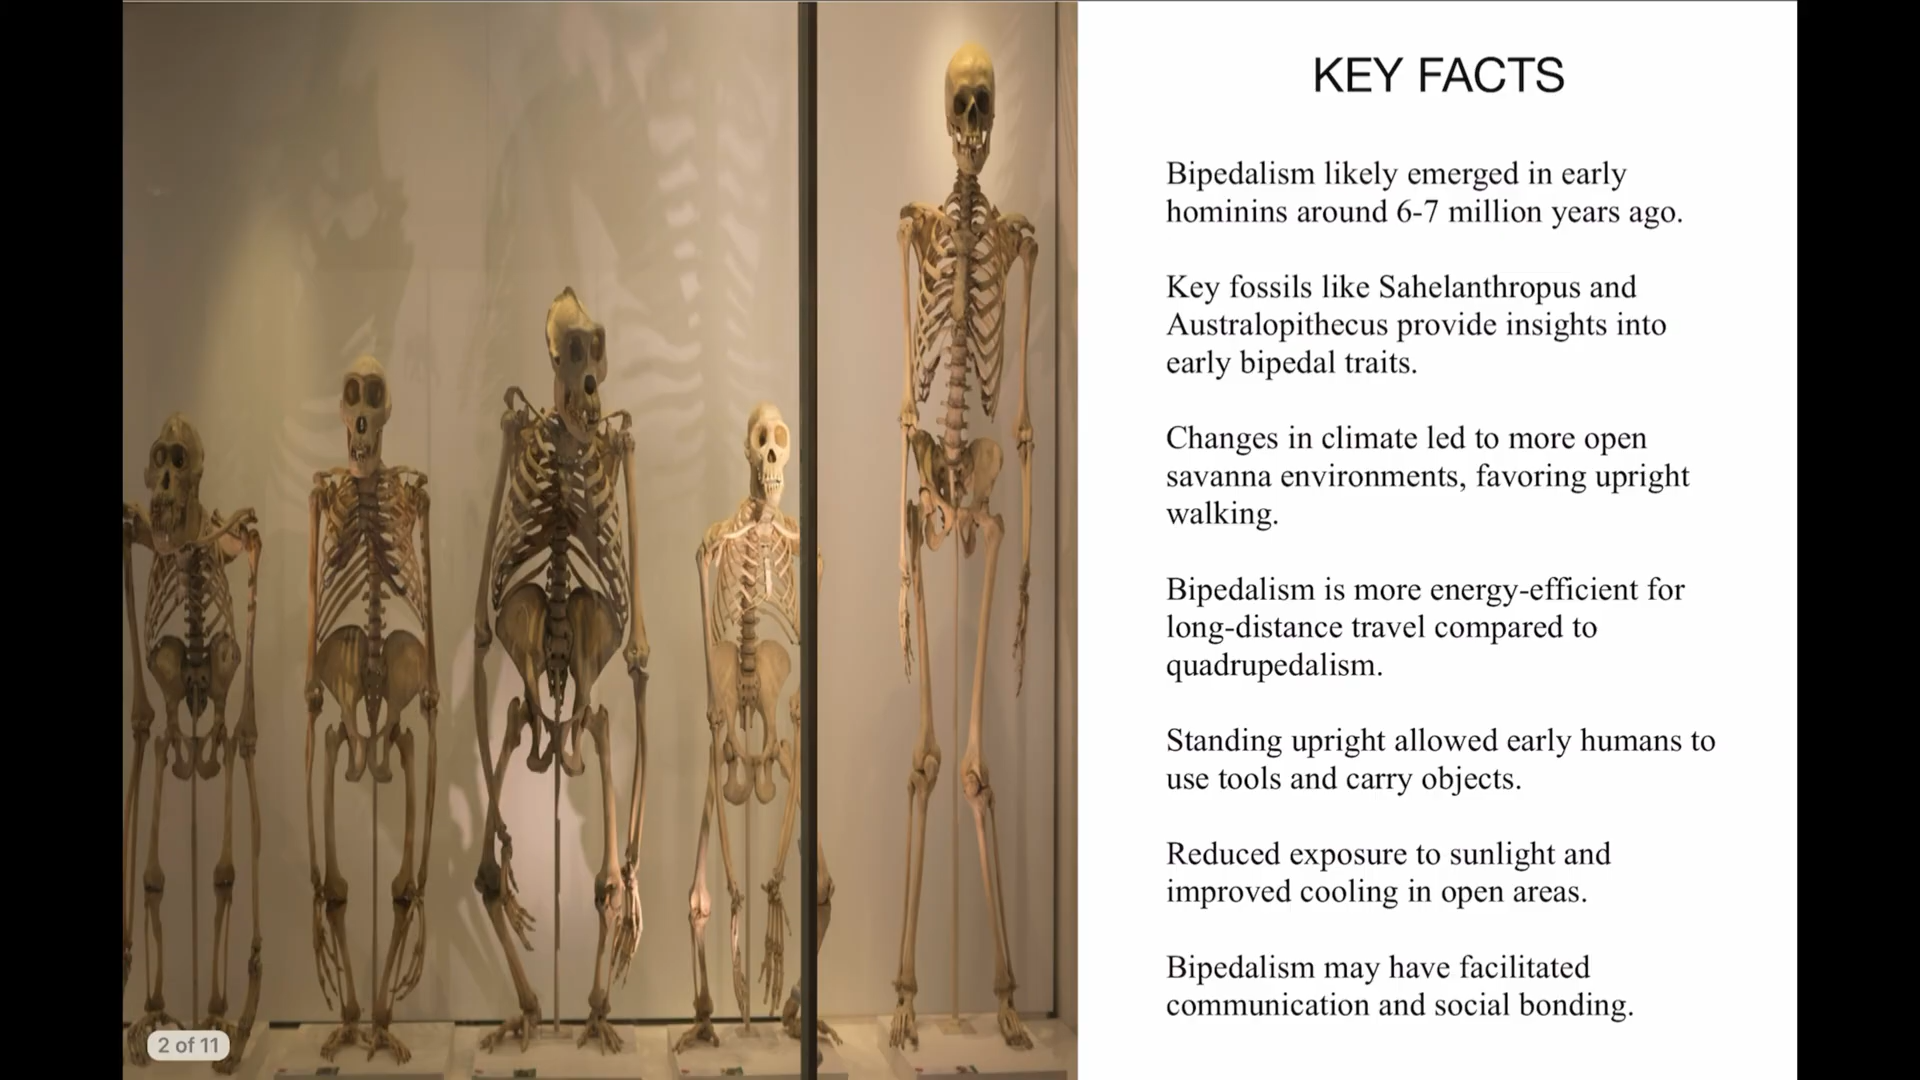 KEY FACTS
Bipedalism likely emerged in early
hominins around 6-7 million years ago.
Key fossils like Sahelanthropus and
Australopithecus provide insights into
early bipedal traits.
Changes in climate led to more open
savanna environments, favoring upright
walking.
Bipedalism is more energy-efficient for
long-distance travel compared to
quadrupedalism.
Standing upright allowed early humans to
use tools and carry objects.
Reduced exposure to sunlight and
improved cooling in open areas.
Bipedalism may have facilitated
communication and social bonding.
2 of 11